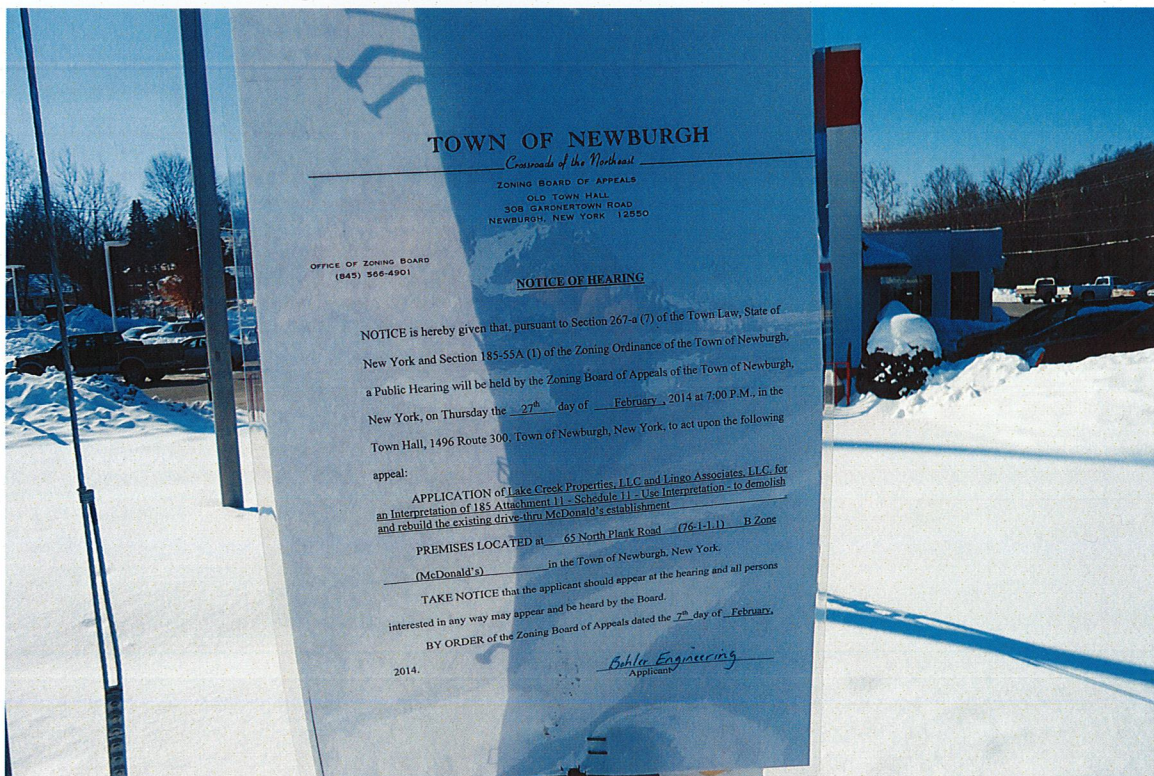 TOWN OF NEWBURGH
Crossroads of the Northeast
ZONING BOARD OF APPEALS
OLD TOWN HALL
308 GARDNERTOWN ROAD
NEWBURGH, NEW YORK 12550
OFFICE OF ZONING BOARD
(845) 566-4901
NOTICE OF HEARING
NOTICE is hereby given that, pursuant to Section 267-a (7) of the Town Law, State of
New York and Section 185-55A (1) of the Zoning Ordinance of the Town of Newburgh,
a Public Hearing will be held by the Zoning Board of Appeals of the Town of Newburgh,
New York, on Thursday the 27th day of February, 2014 at 7:00 P.M., in the
Town Hall, 1496 Route 300, Town of Newburgh, New York, to act upon the following
appeal:
APPLICATION of Lake Creek Properties, LLC and Lingo Associates, LLC, for
an Interpretation of 185 Attachment 11 - Schedule 11 - Use Interpretation - to demolish
and rebuild the existing drive-thru McDonald's establishment
PREMISES LOCATED at 65 North Plank Road (76-1-1.1) B Zone
(McDonald's) in the Town of Newburgh, New York.
TAKE NOTICE that the applicant should appear at the hearing and all persons
interested in any way may appear and be heard by the Board.
BY ORDER of the Zoning Board of Appeals dated the 7th day of February,
2014.
Bohler Engineering
Applicant